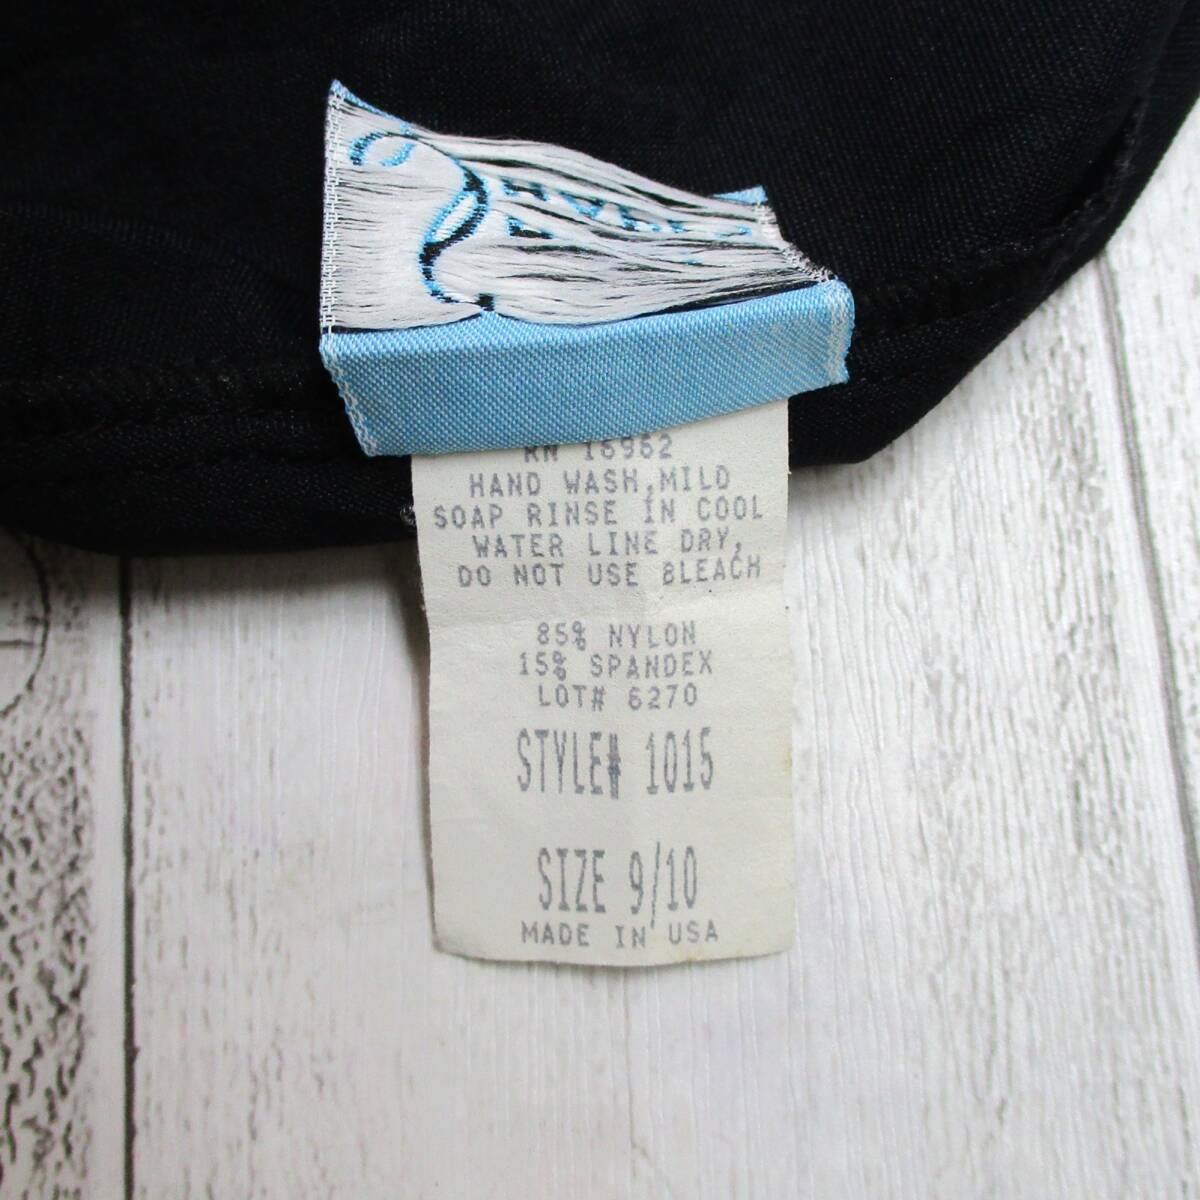 RN 16962
HAND WASH,MILD
SOAP RINSE IN COOL
WATER LINE DRY,
DO NOT USE BLEACH
85% NYLON
15% SPANDEX
LOT# 6270
STYLE# 1015
SIZE 9/10
MADE IN USA